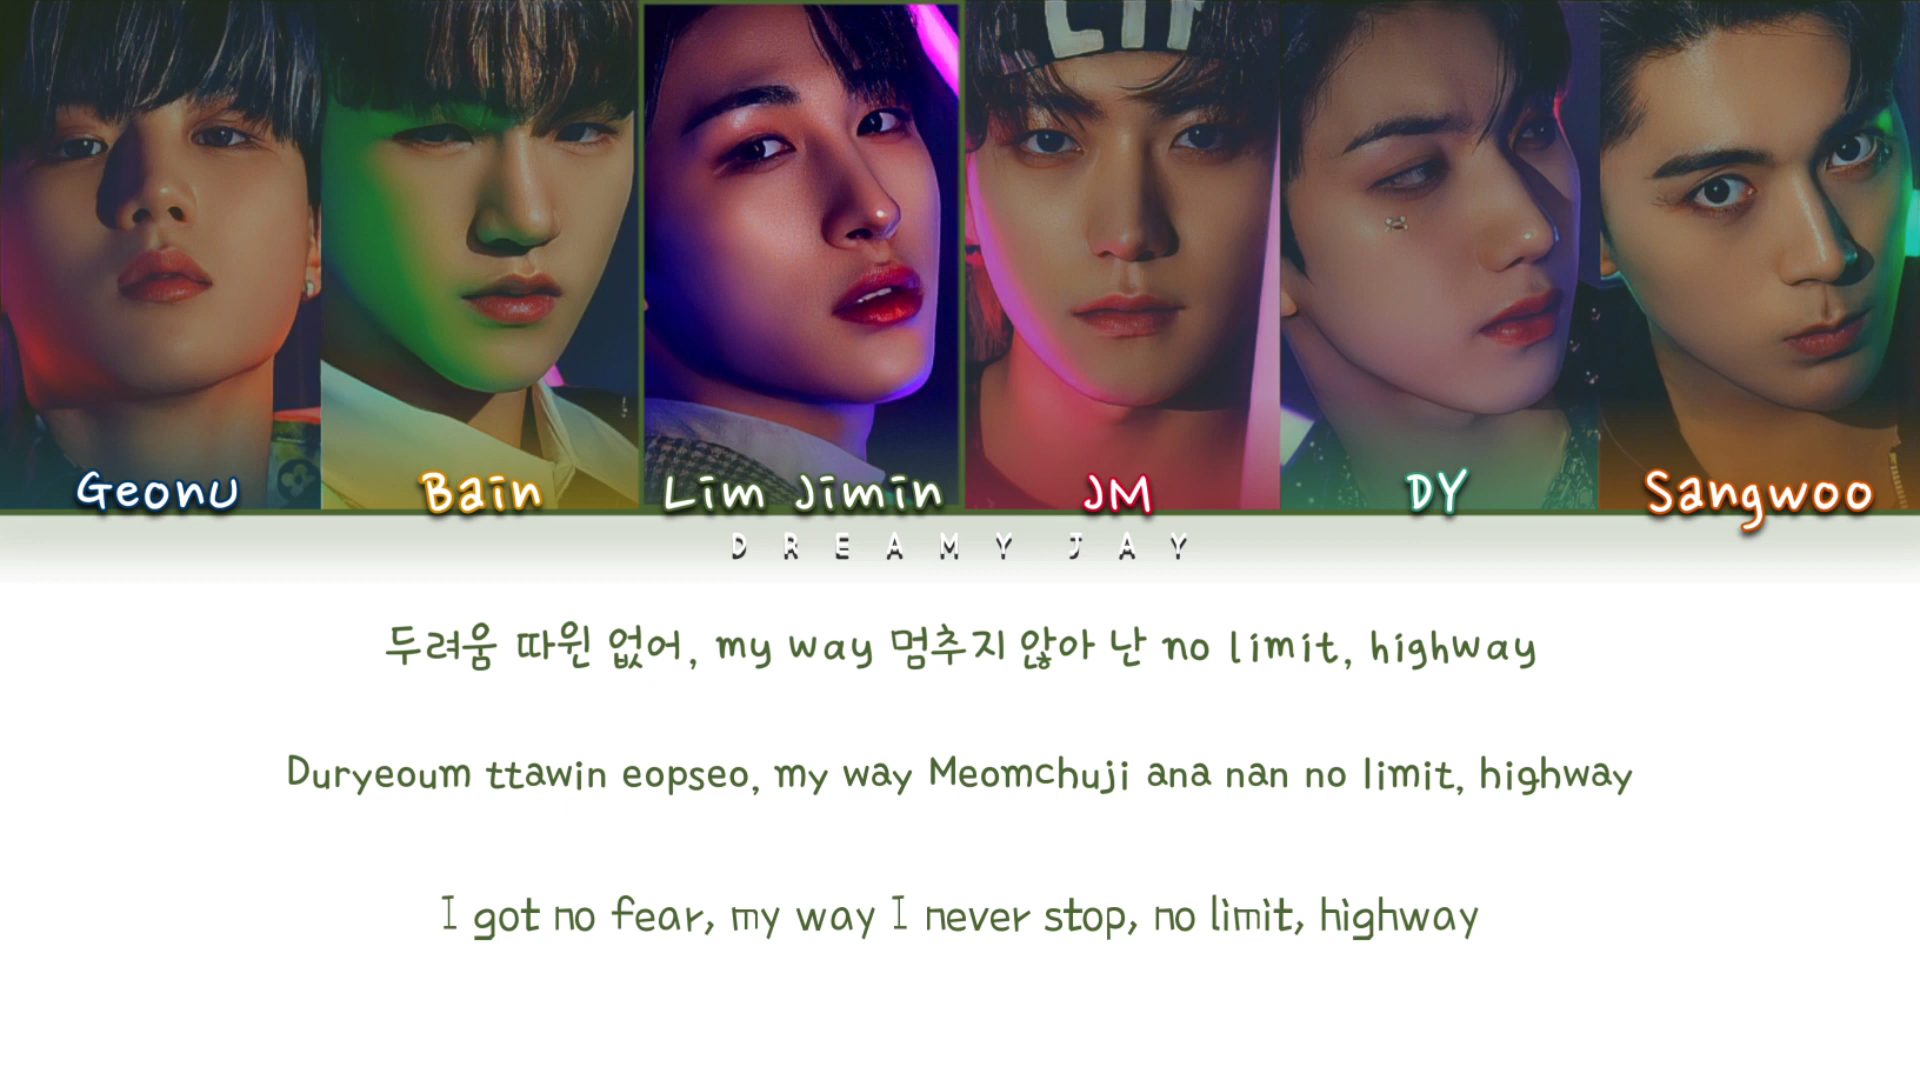 LIM
Geonu Bain Lim Jimin JM DY Sangwoo
DREAMY JAY
두려움 따윈 없어, my way 멈추지 않아 난 no limit, highway
Duryeoum ttawin eopseo, my way Meomchuji ana nan no limit, highway
I got no fear, my way I never stop, no limit, highway